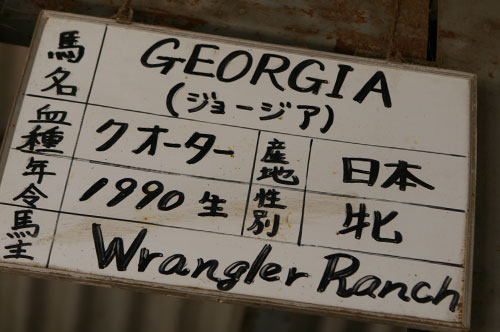 馬名 GEORGIA
(ジョージア)
血種 クオーター 産地 日本
年令 1990生 性別 牝
馬主 Wrangler Ranch